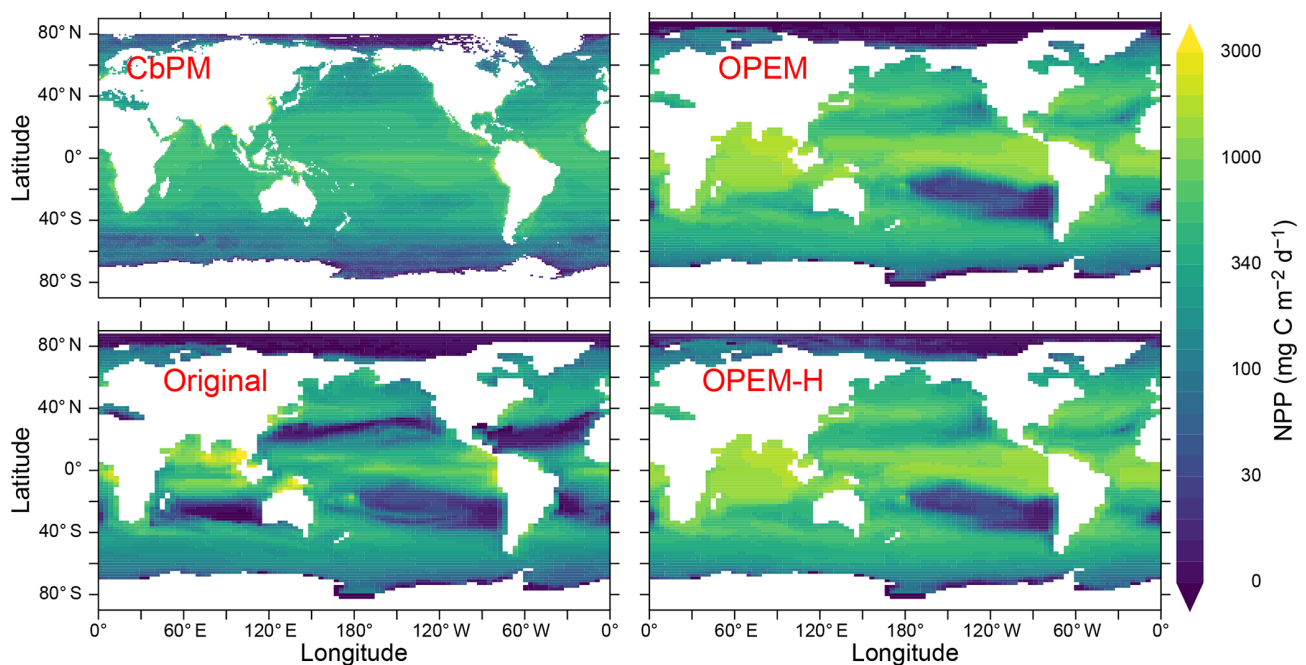 80° N
40° N
0°
40° S
80° S
Latitude
CbPM
OPEM
80° N
40° N
0°
40° S
80° S
Latitude
Original
OPEM-H
0°
60° E
120° E
180°
120° W
60° W
0°
Longitude
0°
60° E
120° E
180°
120° W
60° W
0°
Longitude
3000
1000
340
100
30
0
NPP (mg C m⁻² d⁻¹)